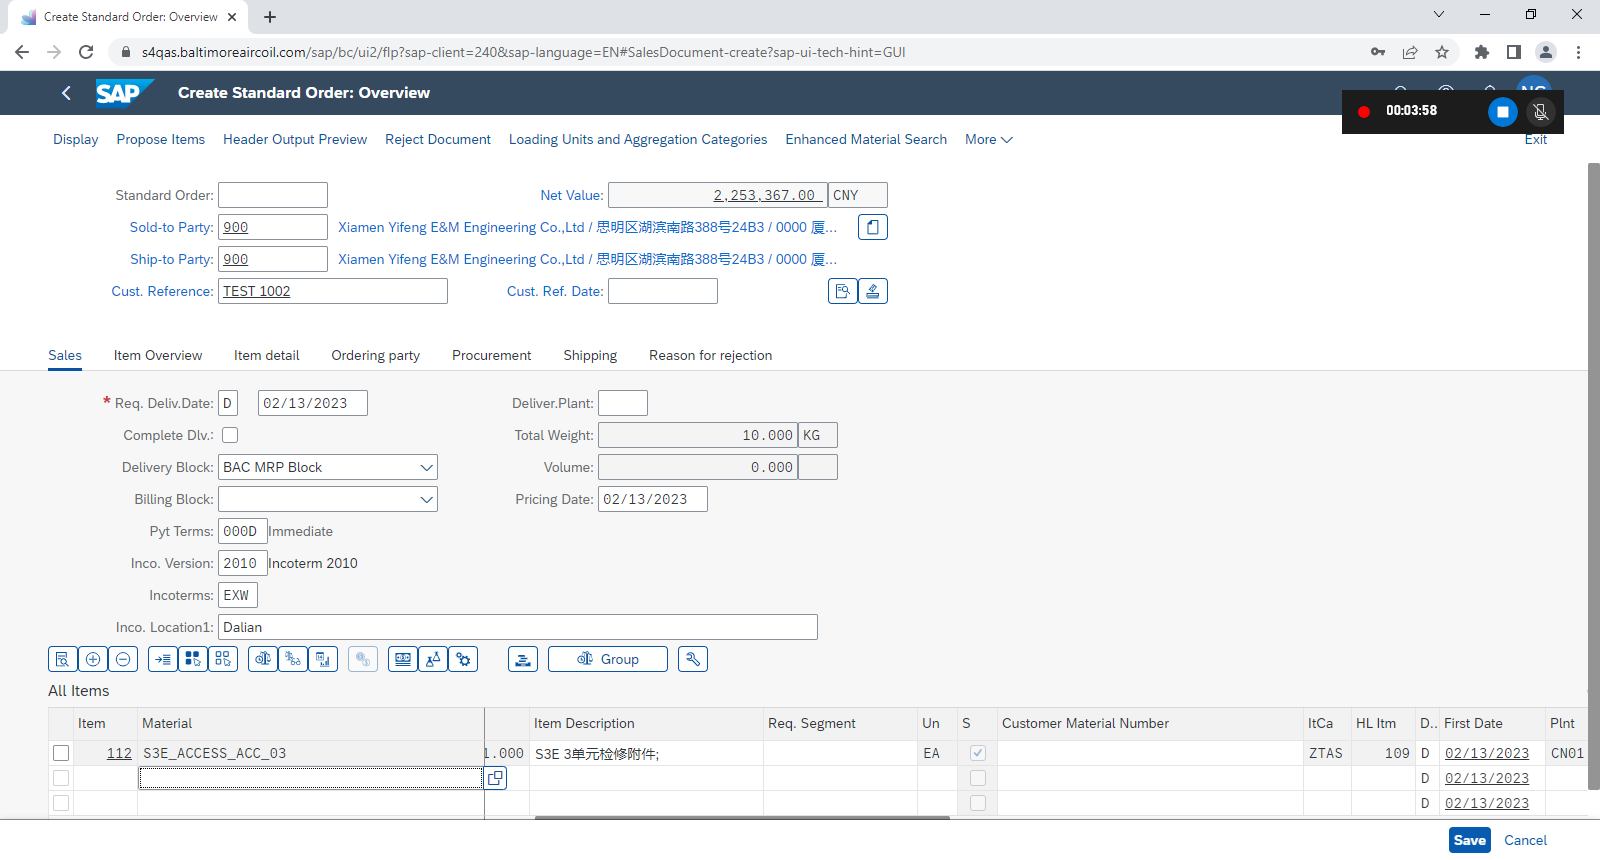 Create Standard Order: Overview
s4qas.baltimoreaircoil.com/sap/bc/ui2/flp?sap-client=240&sap-language=EN#SalesDocument-create?sap-ui-tech-hint=GUI
SAP Create Standard Order: Overview
00:03:58
Display Propose Items Header Output Preview Reject Document Loading Units and Aggregation Categories Enhanced Material Search More Exit
Standard Order: Net Value: 2,253,367.00 CNY
Sold-to Party: 900 Xiamen Yifeng E&M Engineering Co.,Ltd / 思明区湖滨南路388号24B3 / 0000 厦...
Ship-to Party: 900 Xiamen Yifeng E&M Engineering Co.,Ltd / 思明区湖滨南路388号24B3 / 0000 厦...
Cust. Reference: TEST 1002 Cust. Ref. Date:
Sales Item Overview Item detail Ordering party Procurement Shipping Reason for rejection
* Req. Deliv.Date: D 02/13/2023 Deliver.Plant:
Complete Dlv.: Total Weight: 10.000 KG
Delivery Block: BAC MRP Block Volume: 0.000
Billing Block: Pricing Date: 02/13/2023
Pyt Terms: 000D Immediate
Inco. Version: 2010 Incoterm 2010
Incoterms: EXW
Inco. Location1: Dalian
Group
All Items
Item Material Item Description Req. Segment Un S Customer Material Number ItCa HL Itm D.. First Date Plnt
112 S3E_ACCESS_ACC_03 1.000 S3E 3单元检修附件; EA ZTAS 109 D 02/13/2023 CN01
D 02/13/2023
D 02/13/2023
Save Cancel